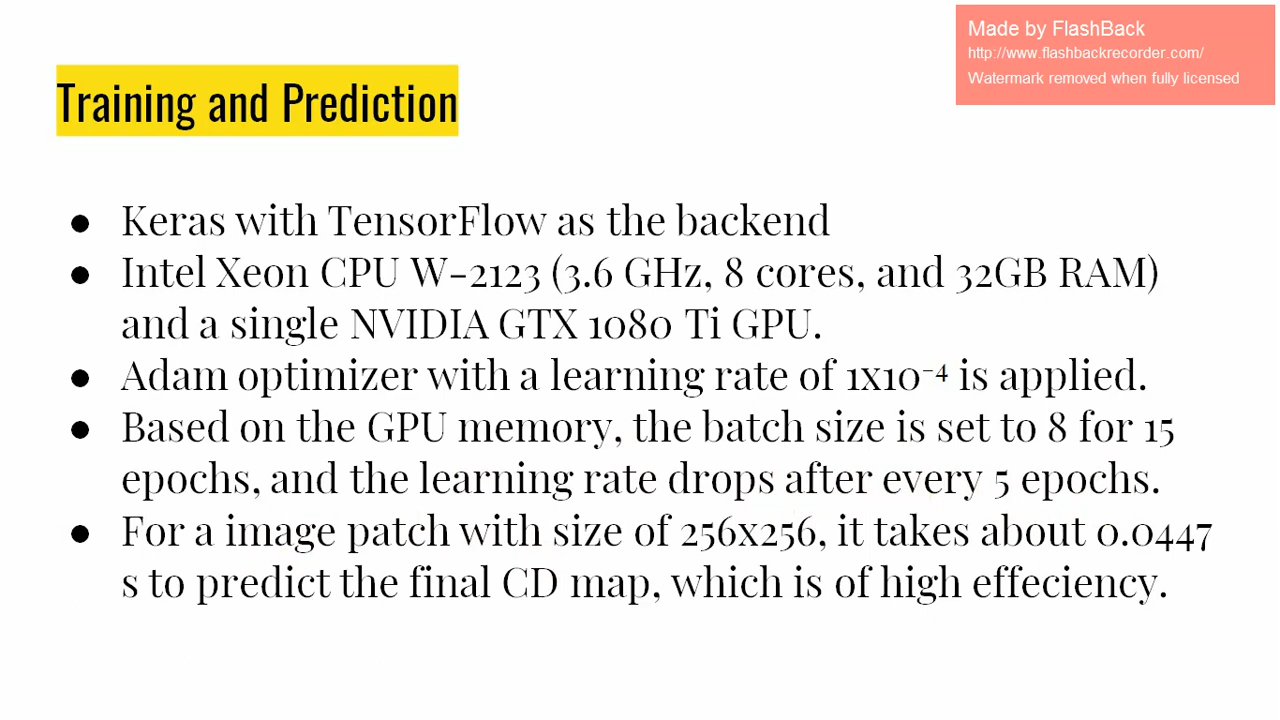 Made by FlashBack
http://www.flashbackrecorder.com/
Watermark removed when fully licensed
Training and Prediction
● Keras with TensorFlow as the backend
● Intel Xeon CPU W-2123 (3.6 GHz, 8 cores, and 32GB RAM)
and a single NVIDIA GTX 1080 Ti GPU.
● Adam optimizer with a learning rate of 1x10⁻⁴ is applied.
● Based on the GPU memory, the batch size is set to 8 for 15
epochs, and the learning rate drops after every 5 epochs.
● For a image patch with size of 256x256, it takes about 0.0447
s to predict the final CD map, which is of high effeciency.